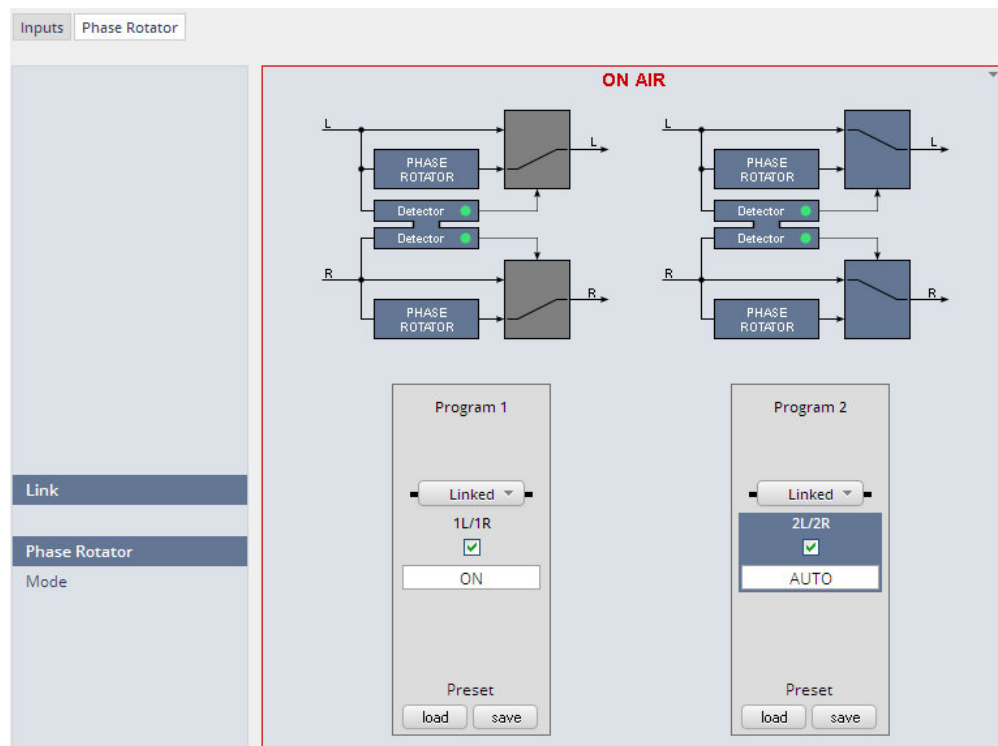 Inputs Phase Rotator
ON AIR
L
L
PHASE
ROTATOR
Detector
Detector
R
R
PHASE
ROTATOR
L
L
PHASE
ROTATOR
Detector
Detector
R
R
PHASE
ROTATOR
Link
Phase Rotator
Mode
Program 1
Linked
1L/1R
ON
Preset
load save
Program 2
Linked
2L/2R
AUTO
Preset
load save